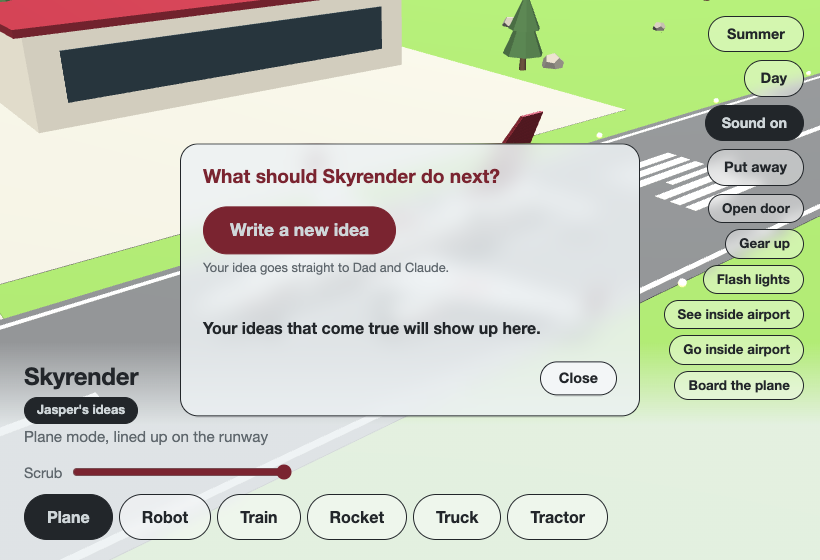 Summer
Day
Sound on
Put away
Open door
Gear up
Flash lights
See inside airport
Go inside airport
Board the plane
What should Skyrender do next?
Write a new idea
Your idea goes straight to Dad and Claude.
Your ideas that come true will show up here.
Close
Skyrender
Jasper's ideas
Plane mode, lined up on the runway
Scrub
Plane
Robot
Train
Rocket
Truck
Tractor